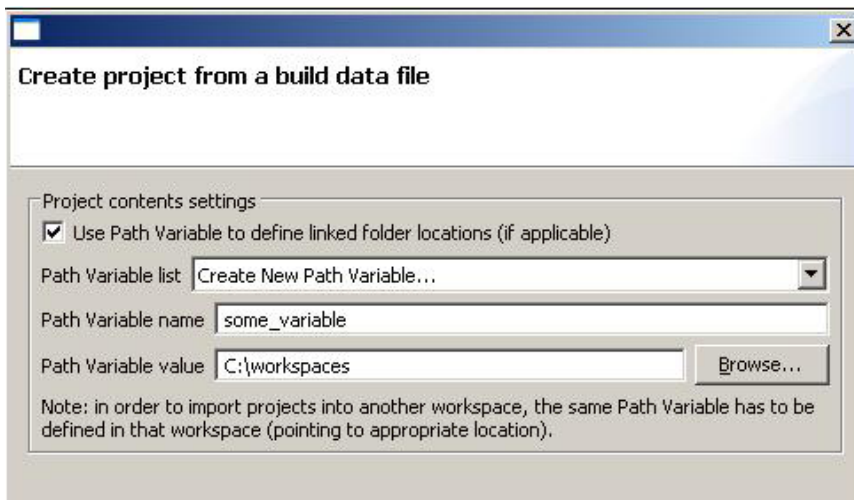 Create project from a build data file
Project contents settings
Use Path Variable to define linked folder locations (if applicable)
Path Variable list Create New Path Variable...
Path Variable name some_variable
Path Variable value C:\workspaces Browse...
Note: in order to import projects into another workspace, the same Path Variable has to be
defined in that workspace (pointing to appropriate location).